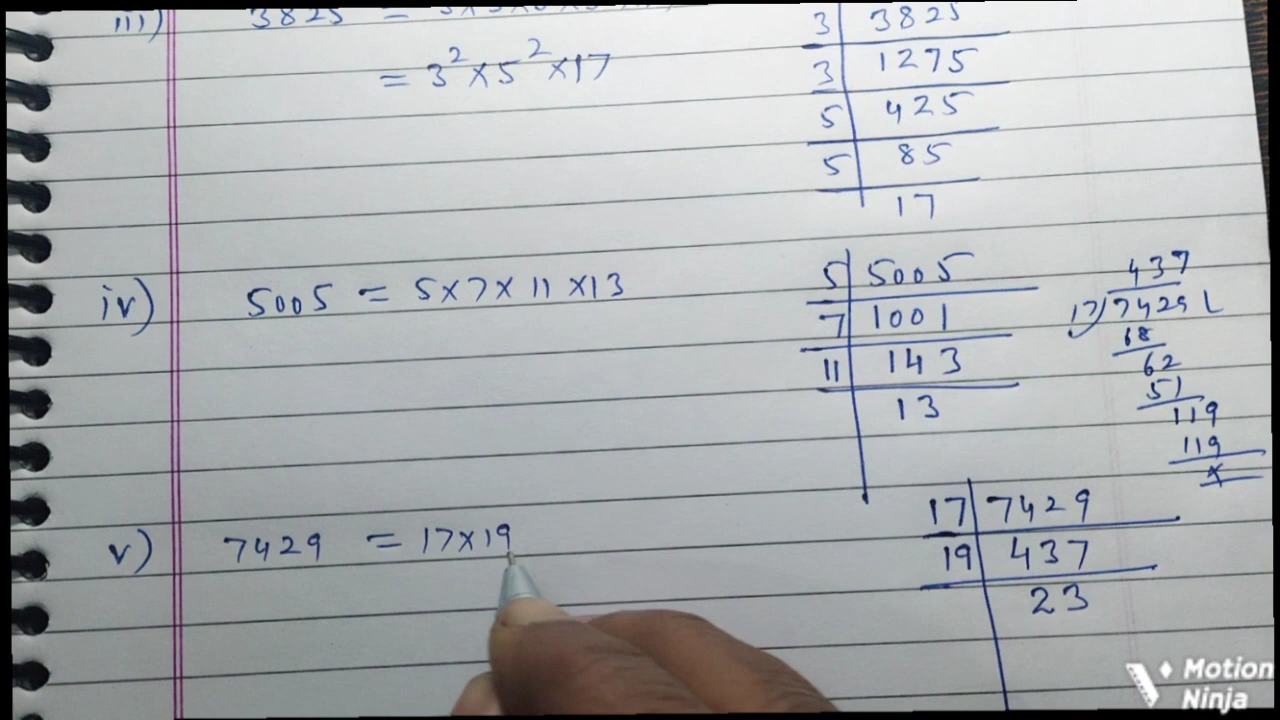 iii) 3825 =
= 3² × 5² × 17
3 | 3825
3 | 1275
5 | 425
5 | 85
17
iv) 5005 = 5 × 7 × 11 × 13
5 | 5005
7 | 1001
11 | 143
13
437
17) 7429 (
68
62
51
119
119
×
v) 7429 = 17 × 19
17 | 7429
19 | 437
23
Motion
Ninja